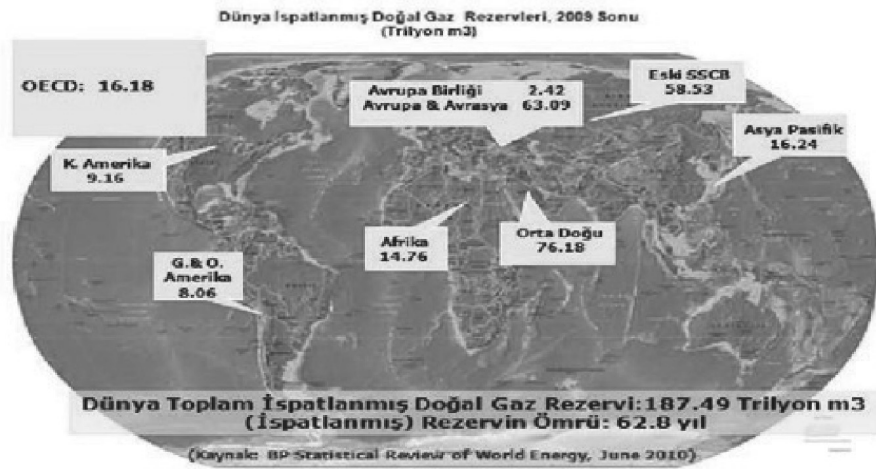 Dünya İspatlanmış Doğal Gaz Rezervleri, 2009 Sonu
(Trilyon m3)
OECD: 16.18
Avrupa Birliği 2.42
Avrupa & Avrasya 63.09
Eski SSCB
58.53
Asya Pasifik
16.24
K. Amerika
9.16
Afrika
14.76
Orta Doğu
76.18
G.& O.
Amerika
8.06
Dünya Toplam İspatlanmış Doğal Gaz Rezervi:187.49 Trilyon m3
(İspatlanmış) Rezervin Ömrü: 62.8 yıl
(Kaynak: BP Statistical Review of World Energy, June 2010)